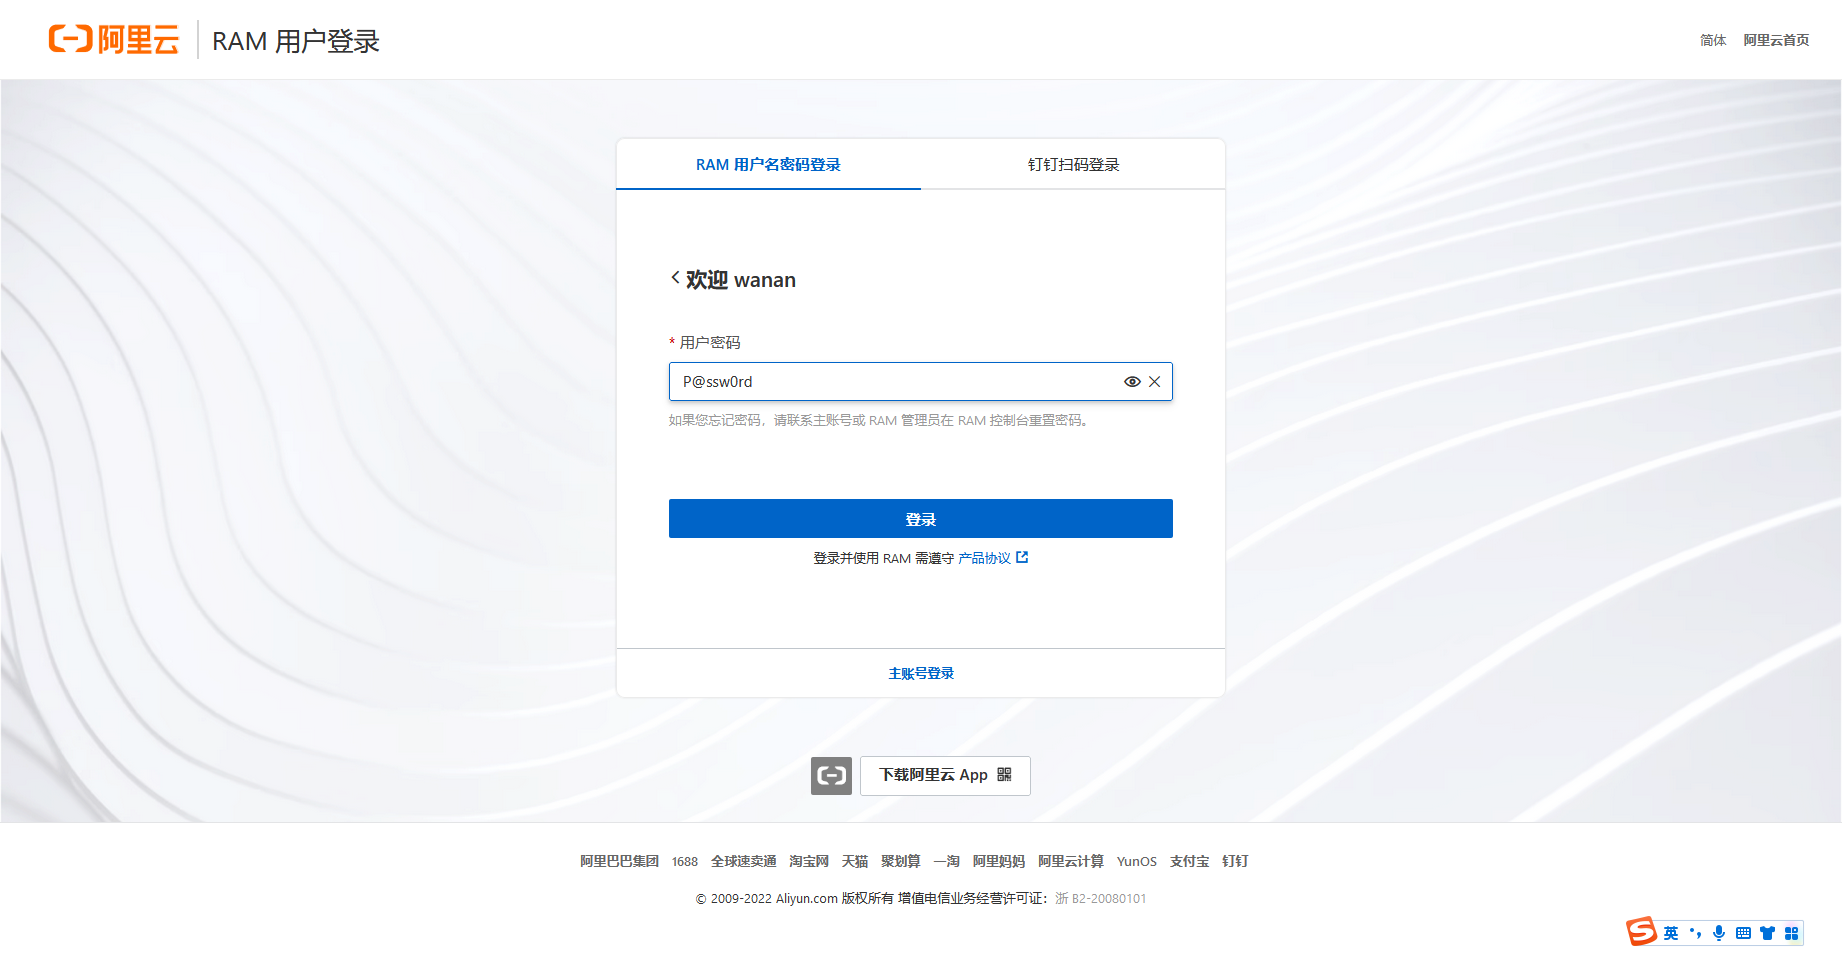 阿里云 RAM 用户登录
简体 阿里云首页
RAM 用户名密码登录 钉钉扫码登录
欢迎 wanan
* 用户密码
P@ssw0rd
如果您忘记密码，请联系主账号或 RAM 管理员在 RAM 控制台重置密码。
登录
登录并使用 RAM 需遵守 产品协议
主账号登录
下载阿里云 App
阿里巴巴集团 1688 全球速卖通 淘宝网 天猫 聚划算 一淘 阿里妈妈 阿里云计算 YunOS 支付宝 钉钉
© 2009-2022 Aliyun.com 版权所有 增值电信业务经营许可证：浙 B2-20080101
S 英